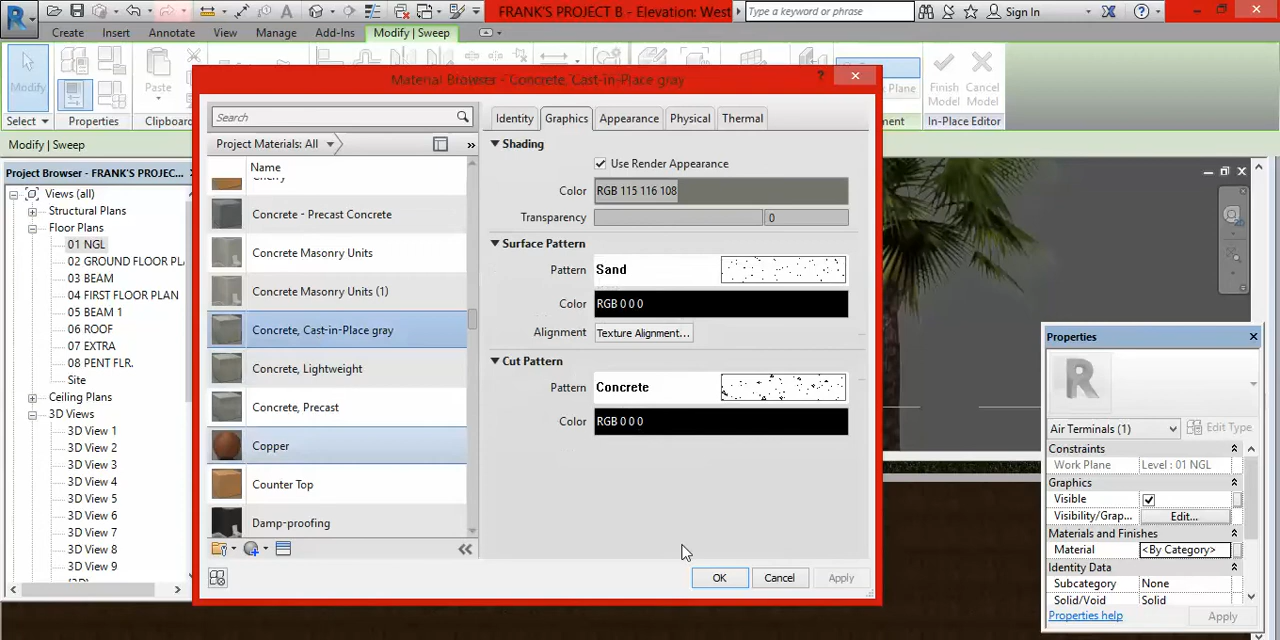 FRANK'S PROJECT B - Elevation: West
Type a keyword or phrase
Sign In
Create
Insert
Annotate
View
Manage
Add-Ins
Modify | Sweep
Modify
Paste
Finish Model
Cancel Model
Select
Properties
Clipboard
In-Place Editor
Modify | Sweep
Project Browser - FRANK'S PROJEC...
Views (all)
Structural Plans
Floor Plans
01 NGL
02 GROUND FLOOR PL
03 BEAM
04 FIRST FLOOR PLAN
05 BEAM 1
06 ROOF
07 EXTRA
08 PENT FLR.
Site
Ceiling Plans
3D Views
3D View 1
3D View 2
3D View 3
3D View 4
3D View 5
3D View 6
3D View 7
3D View 8
3D View 9
Material Browser - Concrete, Cast-in-Place gray
Search
Project Materials: All
Name
Cherry
Concrete - Precast Concrete
Concrete Masonry Units
Concrete Masonry Units (1)
Concrete, Cast-in-Place gray
Concrete, Lightweight
Concrete, Precast
Copper
Counter Top
Damp-proofing
Identity
Graphics
Appearance
Physical
Thermal
Shading
Use Render Appearance
Color RGB 115 116 108
Transparency 0
Surface Pattern
Pattern Sand
Color RGB 0 0 0
Alignment Texture Alignment...
Cut Pattern
Pattern Concrete
Color RGB 0 0 0
OK
Cancel
Apply
Properties
Air Terminals (1)
Edit Type
Constraints
Work Plane Level : 01 NGL
Graphics
Visible
Visibility/Grap... Edit...
Materials and Finishes
Material <By Category>
Identity Data
Subcategory None
Solid/Void Solid
Properties help
Apply